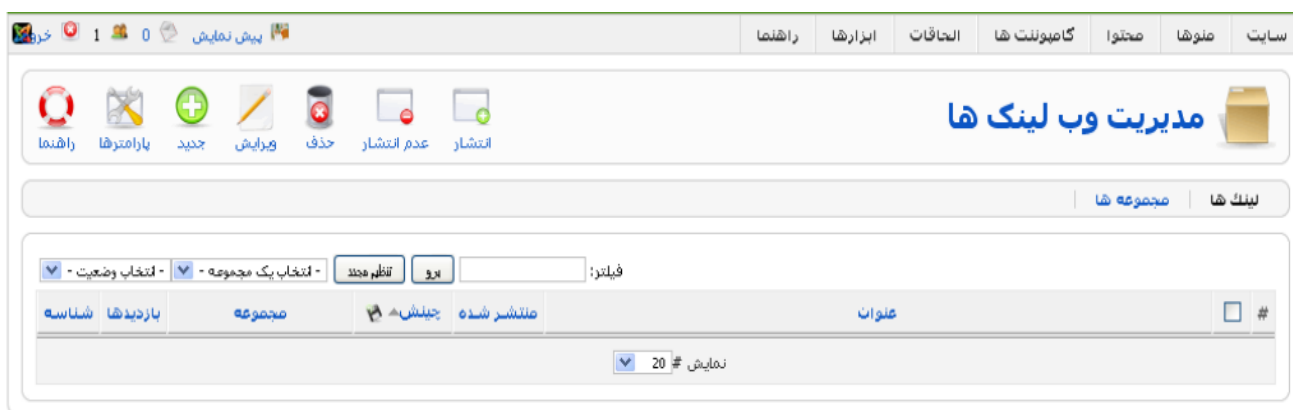 سایت منوها محتوا کامپوننت ها الحاقات ابزارها راهنما پیش نمایش 0 1 خروج
مدیریت وب لینک ها
انتشار عدم انتشار حذف ویرایش جدید پارامترها راهنما
لینك ها مجموعه ها
فیلتر: برو تنظیم مجدد - انتخاب یک مجموعه - - انتخاب وضعیت -
# عنوان منتشر شده چینش مجموعه بازدیدها شناسه
نمایش # 20